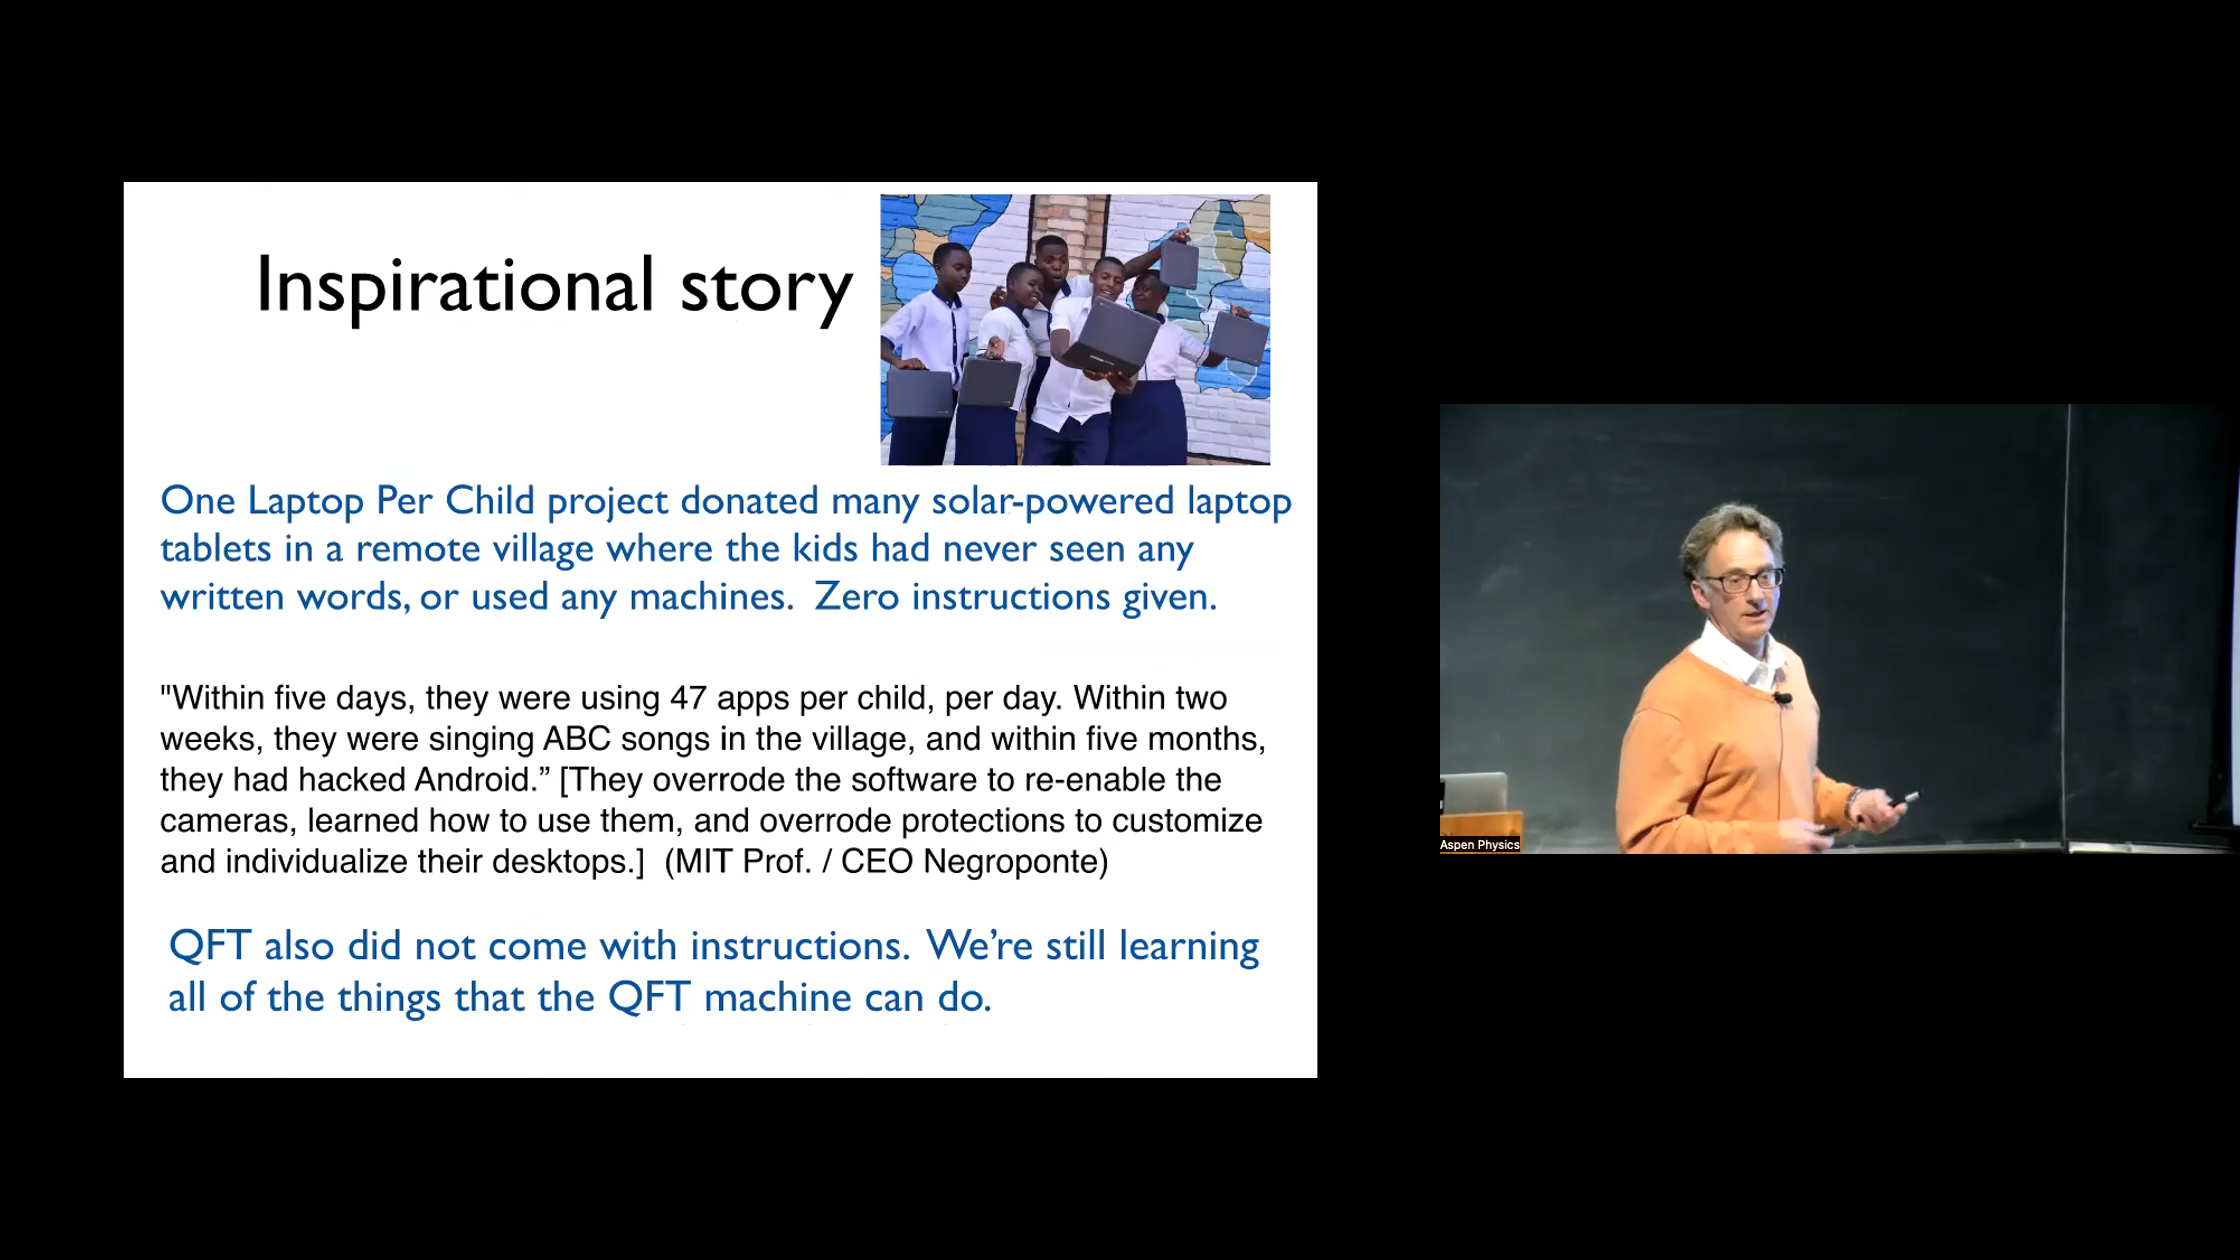 Inspirational story
One Laptop Per Child project donated many solar-powered laptop
tablets in a remote village where the kids had never seen any
written words, or used any machines.  Zero instructions given.
"Within five days, they were using 47 apps per child, per day. Within two
weeks, they were singing ABC songs in the village, and within five months,
they had hacked Android.” [They overrode the software to re-enable the
cameras, learned how to use them, and overrode protections to customize
and individualize their desktops.]  (MIT Prof. / CEO Negroponte)
QFT also did not come with instructions.  We’re still learning
all of the things that the QFT machine can do.
Aspen Physics